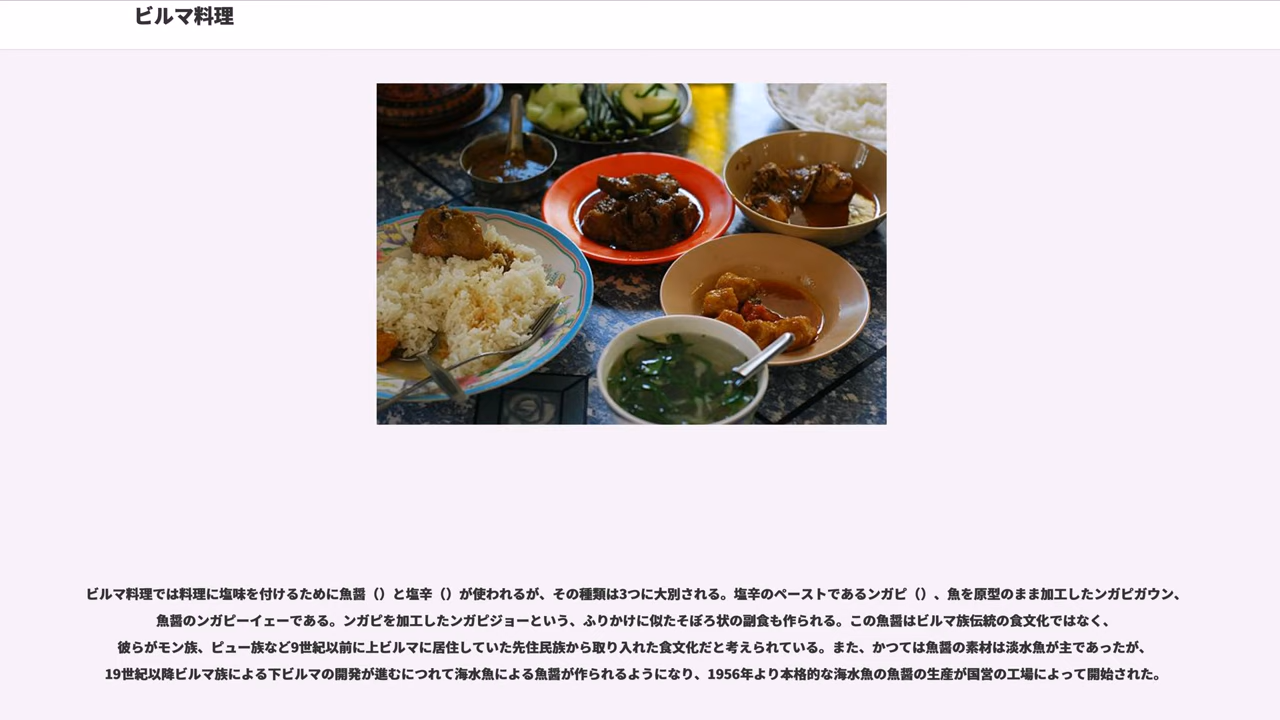 ビルマ料理
ビルマ料理では料理に塩味を付けるために魚醤（）と塩辛（）が使われるが、その種類は3つに大別される。塩辛のペーストであるンガピ（）、魚を原型のまま加工したンガピガウン、
魚醤のンガピーイェーである。ンガピを加工したンガピジョーという、ふりかけに似たそぼろ状の副食も作られる。この魚醤はビルマ族伝統の食文化ではなく、
彼らがモン族、ピュー族など9世紀以前に上ビルマに居住していた先住民族から取り入れた食文化だと考えられている。また、かつては魚醤の素材は淡水魚が主であったが、
19世紀以降ビルマ族による下ビルマの開発が進むにつれて海水魚による魚醤が作られるようになり、1956年より本格的な海水魚の魚醤の生産が国営の工場によって開始された。